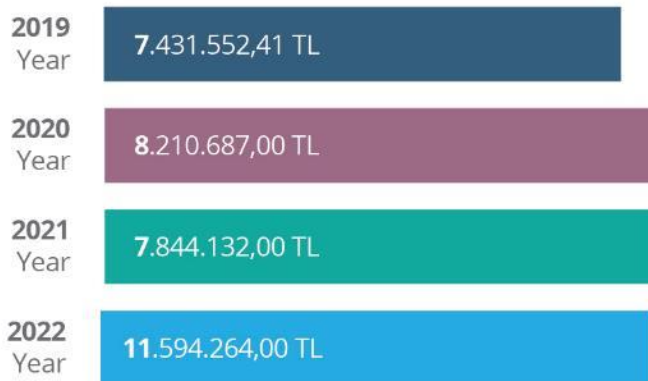 2019
Year
7.431.552,41 TL
2020
Year
8.210.687,00 TL
2021
Year
7.844.132,00 TL
2022
Year
11.594.264,00 TL